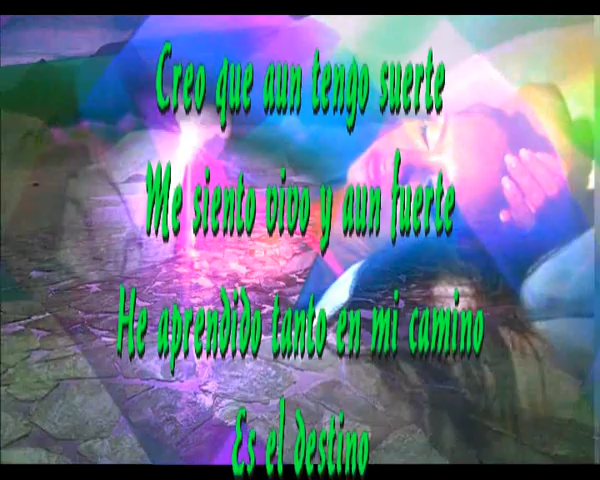 Creo que aun tengo suerte
Me siento vivo y aun fuerte
He aprendido tanto en mi camino
Es el destino